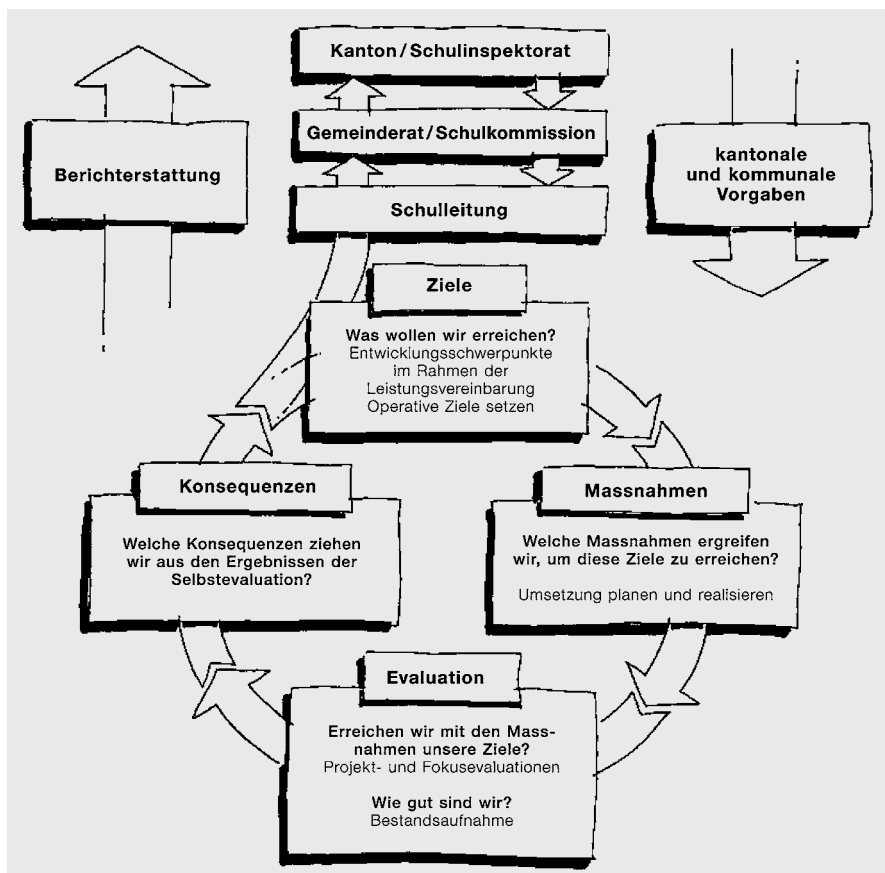 Kanton/Schulinspektorat
Gemeinderat/Schulkommission
Schulleitung
Berichterstattung
kantonale
und kommunale
Vorgaben
Ziele
Was wollen wir erreichen?
Entwicklungsschwerpunkte
im Rahmen der
Leistungsvereinbarung
Operative Ziele setzen
Konsequenzen
Welche Konsequenzen ziehen
wir aus den Ergebnissen der
Selbstevaluation?
Massnahmen
Welche Massnahmen ergreifen
wir, um diese Ziele zu erreichen?
Umsetzung planen und realisieren
Evaluation
Erreichen wir mit den Mass-
nahmen unsere Ziele?
Projekt- und Fokusevaluationen
Wie gut sind wir?
Bestandsaufnahme